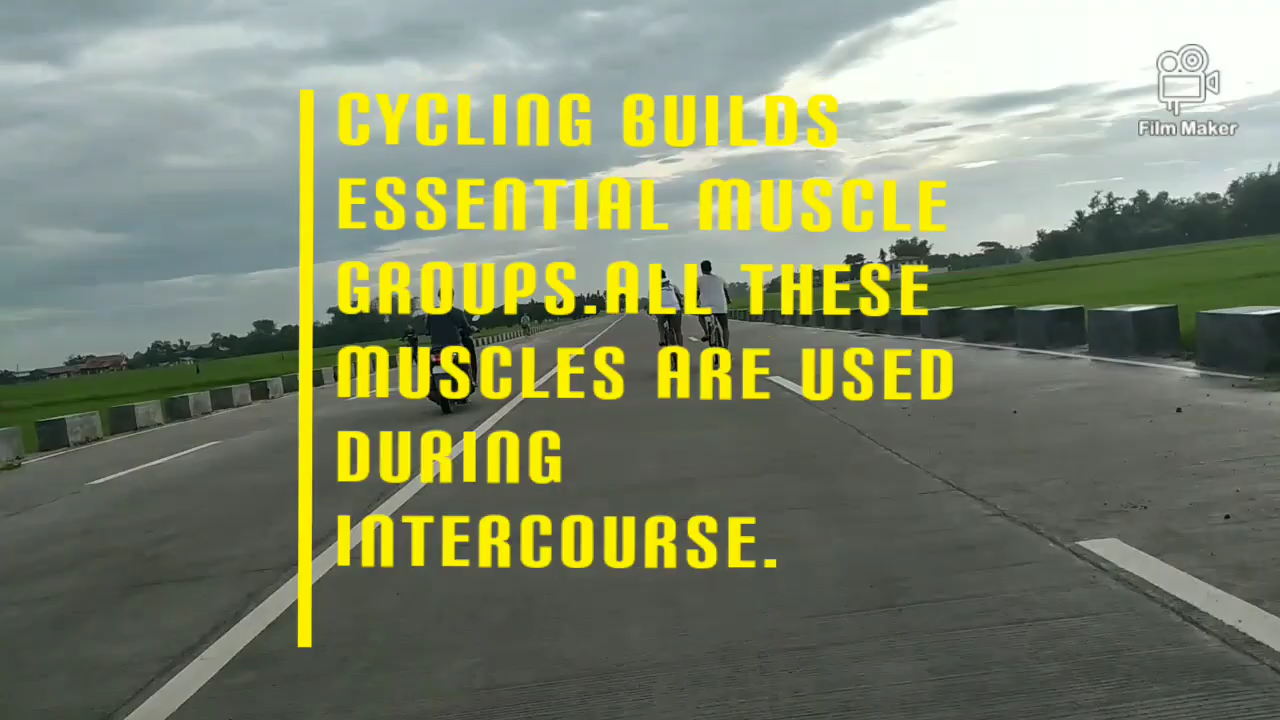 Film Maker
CYCLING BUILDS
ESSENTIAL MUSCLE
GROUPS.ALL THESE
MUSCLES ARE USED
DURING
INTERCOURSE.